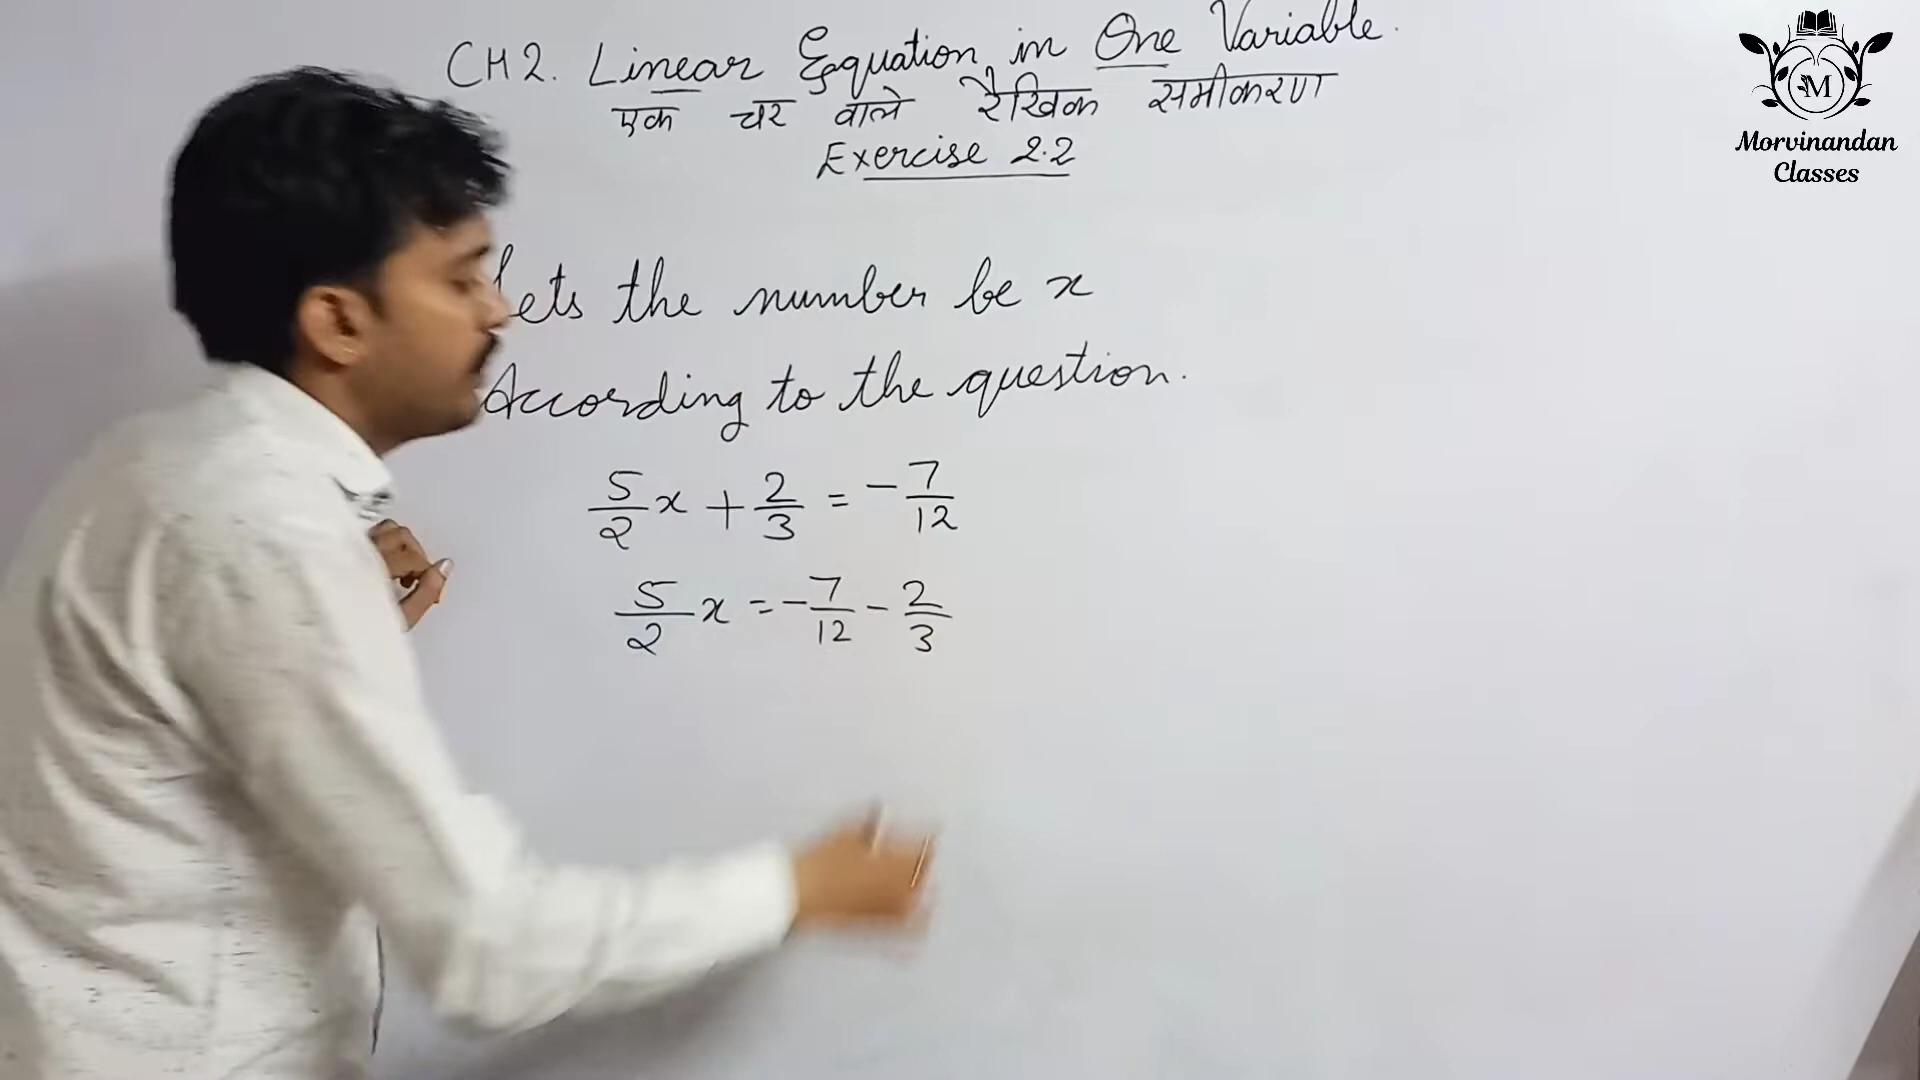 CH2. Linear Equation in One Variable.
एक चर वाले रैखिक समीकरण
Exercise 2.2
Lets the number be x
According to the question.
5/2 x + 2/3 = -7/12
5/2 x = -7/12 - 2/3
M
Morvinandan
Classes